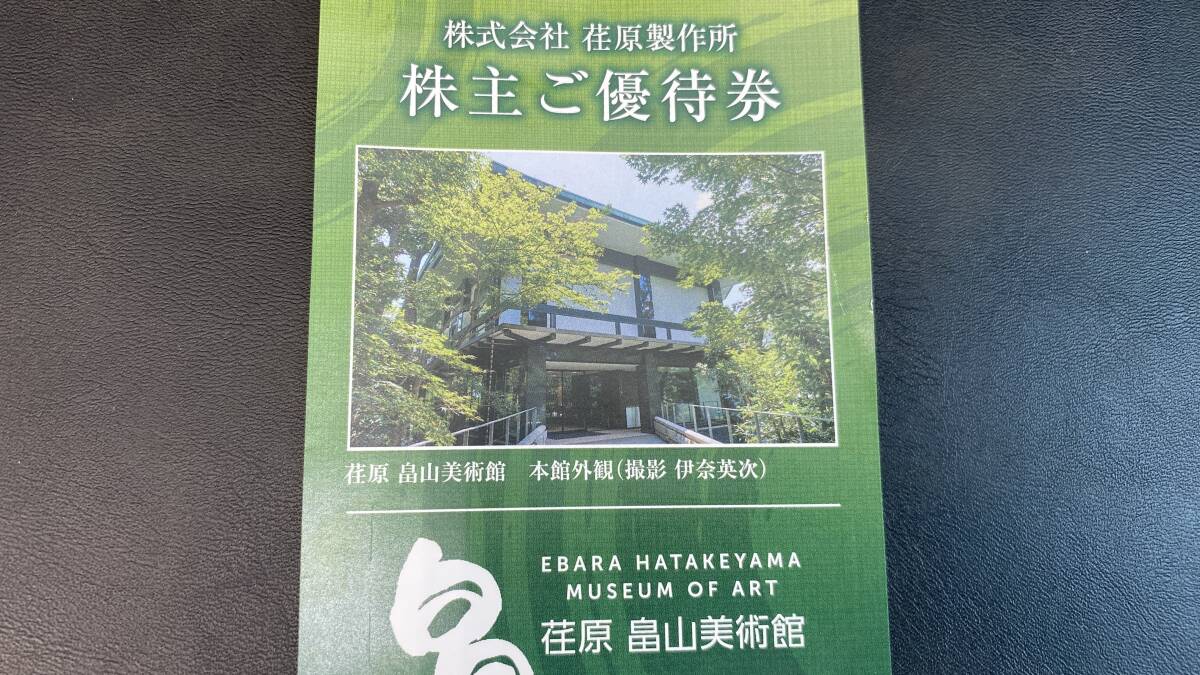 株式会社 荏原製作所
株主ご優待券
荏原 畠山美術館　本館外観(撮影 伊奈英次)
EBARA HATAKEYAMA
MUSEUM OF ART
荏原 畠山美術館